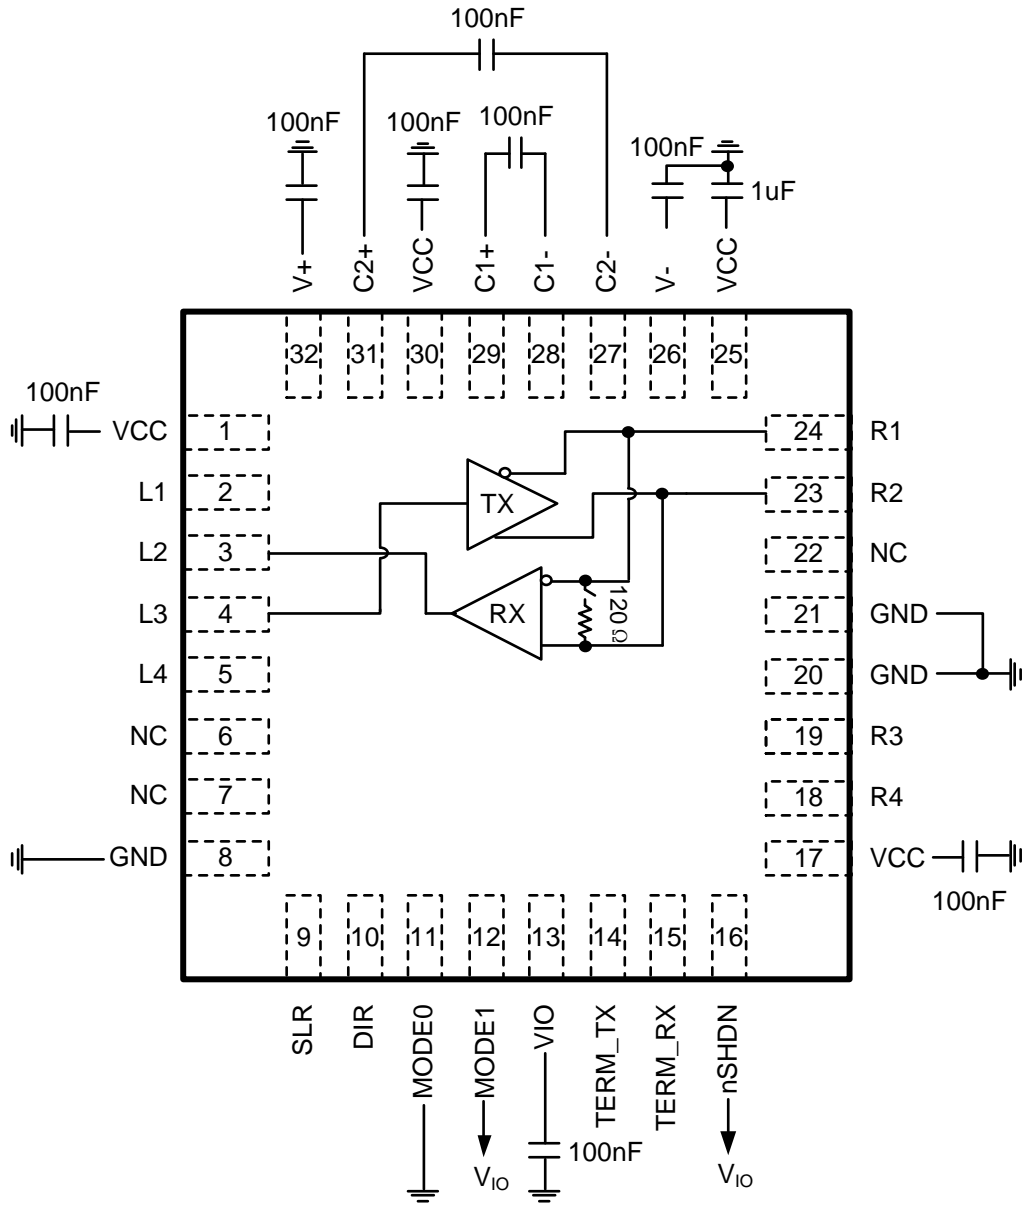 100nF
100nF
100nF
100nF
100nF
1uF
V+
C2+
VCC
C1+
C1-
C2-
V-
VCC
32
31
30
29
28
27
26
25
100nF
VCC
1
24
R1
L1
2
TX
23
R2
L2
3
22
NC
L3
4
RX
120 Ω
21
GND
L4
5
20
GND
NC
6
19
R3
NC
7
18
R4
GND
8
17
VCC
100nF
9
10
11
12
13
14
15
16
SLR
DIR
MODE0
MODE1
VIO
TERM_TX
TERM_RX
nSHDN
100nF
VIO
VIO